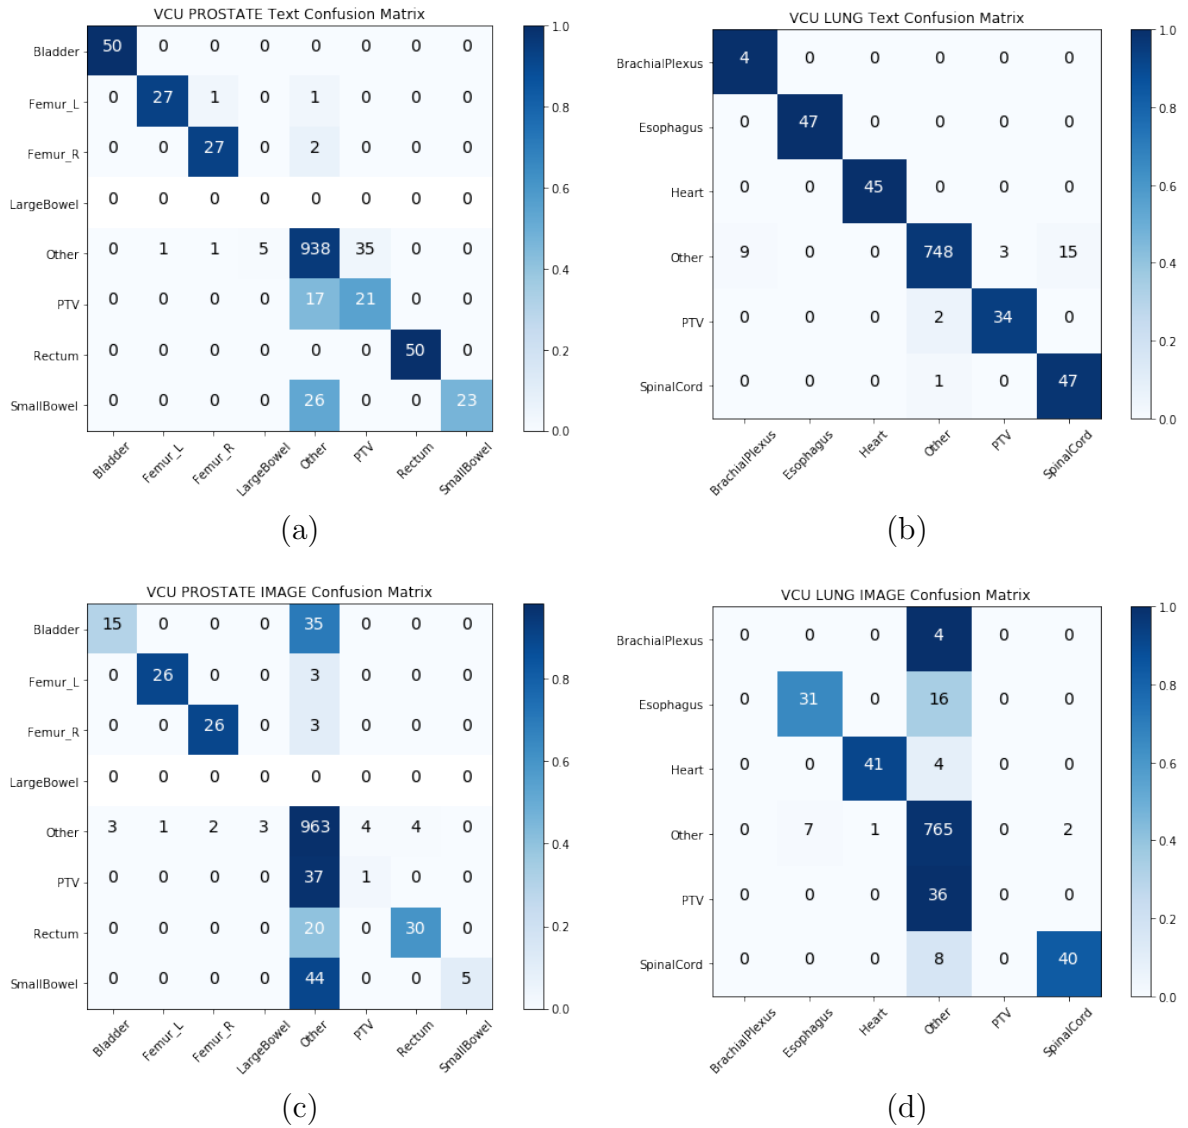 VCU PROSTATE Text Confusion Matrix
Bladder 50 0 0 0 0 0 0 0
Femur_L 0 27 1 0 1 0 0 0
Femur_R 0 0 27 0 2 0 0 0
LargeBowel 0 0 0 0 0 0 0 0
Other 0 1 1 5 938 35 0 0
PTV 0 0 0 0 17 21 0 0
Rectum 0 0 0 0 0 0 50 0
SmallBowel 0 0 0 0 26 0 0 23
Bladder Femur_L Femur_R LargeBowel Other PTV Rectum SmallBowel
1.0
0.8
0.6
0.4
0.2
0.0
(a)
VCU LUNG Text Confusion Matrix
BrachialPlexus 4 0 0 0 0 0
Esophagus 0 47 0 0 0 0
Heart 0 0 45 0 0 0
Other 9 0 0 748 3 15
PTV 0 0 0 2 34 0
SpinalCord 0 0 0 1 0 47
BrachialPlexus Esophagus Heart Other PTV SpinalCord
1.0
0.8
0.6
0.4
0.2
0.0
(b)
VCU PROSTATE IMAGE Confusion Matrix
Bladder 15 0 0 0 35 0 0 0
Femur_L 0 26 0 0 3 0 0 0
Femur_R 0 0 26 0 3 0 0 0
LargeBowel 0 0 0 0 0 0 0 0
Other 3 1 2 3 963 4 4 0
PTV 0 0 0 0 37 1 0 0
Rectum 0 0 0 0 20 0 30 0
SmallBowel 0 0 0 0 44 0 0 5
Bladder Femur_L Femur_R LargeBowel Other PTV Rectum SmallBowel
0.8
0.6
0.4
0.2
0.0
(c)
VCU LUNG IMAGE Confusion Matrix
BrachialPlexus 0 0 0 4 0 0
Esophagus 0 31 0 16 0 0
Heart 0 0 41 4 0 0
Other 0 7 1 765 0 2
PTV 0 0 0 36 0 0
SpinalCord 0 0 0 8 0 40
BrachialPlexus Esophagus Heart Other PTV SpinalCord
1.0
0.8
0.6
0.4
0.2
0.0
(d)